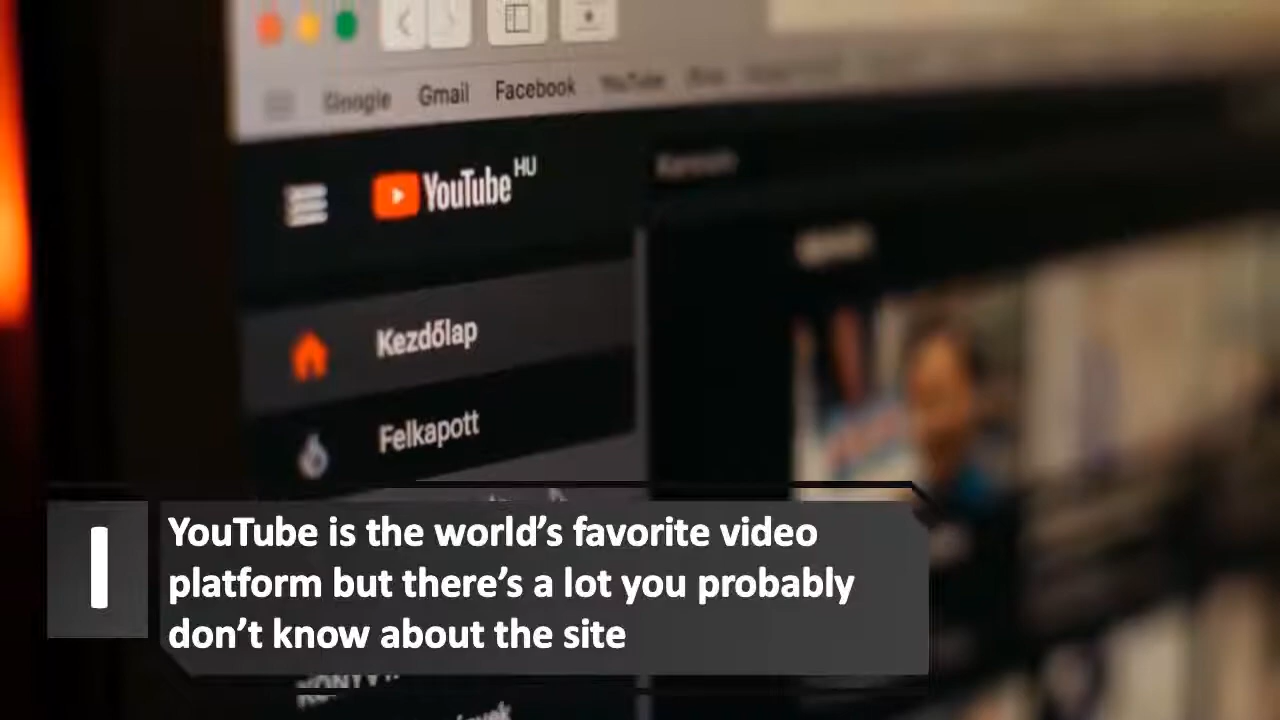 Google Gmail Facebook YouTube
YouTube HU
Kezdőlap
Felkapott
I
YouTube is the world’s favorite video
platform but there’s a lot you probably
don’t know about the site